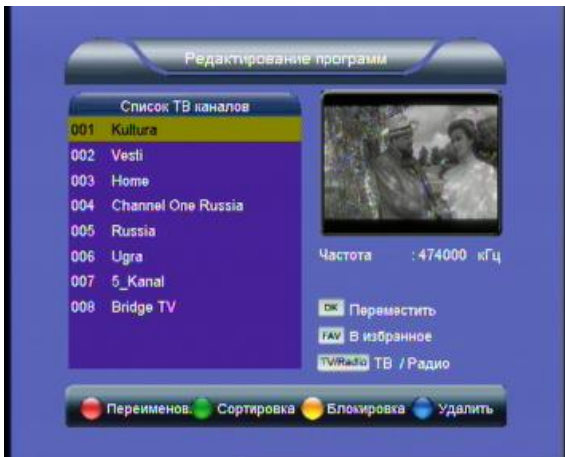 Редактирование программ
Список ТВ каналов
001 Kultura
002 Vesti
003 Home
004 Channel One Russia
005 Russia
006 Ugra
007 5_Kanal
008 Bridge TV
Частота : 474000 кГц
OK Переместить
FAV В избранное
TV/Radio ТВ / Радио
Переименов. Сортировка Блокировка Удалить